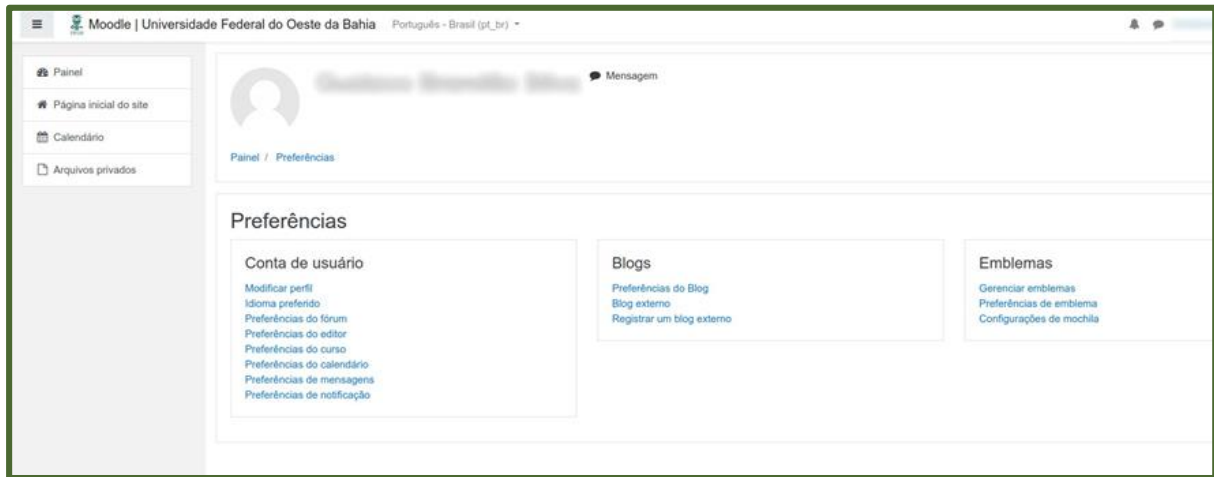 Moodle | Universidade Federal do Oeste da Bahia Português - Brasil (pt_br)
Painel
Página inicial do site
Calendário
Arquivos privados
Mensagem
Painel / Preferências
Preferências
Conta de usuário
Modificar perfil
Idioma preferido
Preferências do fórum
Preferências do editor
Preferências do curso
Preferências do calendário
Preferências de mensagens
Preferências de notificação
Blogs
Preferências do Blog
Blog externo
Registrar um blog externo
Emblemas
Gerenciar emblemas
Preferências de emblema
Configurações de mochila